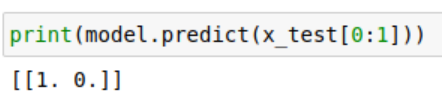 print(model.predict(x_test[0:1]))
[[1. 0.]]